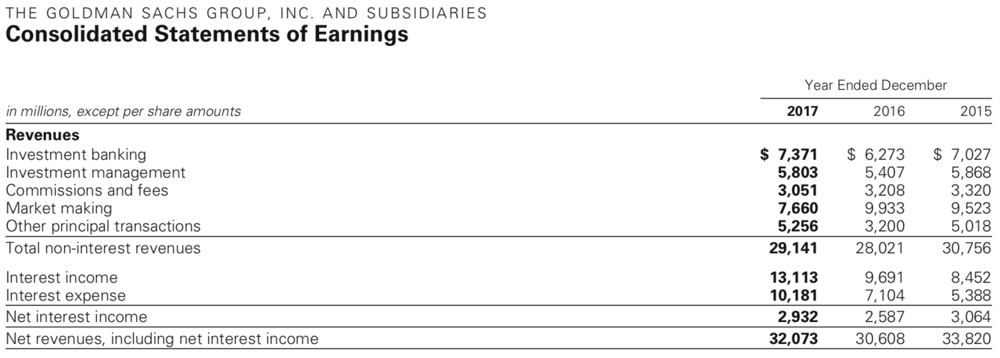 THE GOLDMAN SACHS GROUP, INC. AND SUBSIDIARIES
Consolidated Statements of Earnings
Year Ended December
in millions, except per share amounts 2017 2016 2015
Revenues
Investment banking $ 7,371 $ 6,273 $ 7,027
Investment management 5,803 5,407 5,868
Commissions and fees 3,051 3,208 3,320
Market making 7,660 9,933 9,523
Other principal transactions 5,256 3,200 5,018
Total non-interest revenues 29,141 28,021 30,756
Interest income 13,113 9,691 8,452
Interest expense 10,181 7,104 5,388
Net interest income 2,932 2,587 3,064
Net revenues, including net interest income 32,073 30,608 33,820